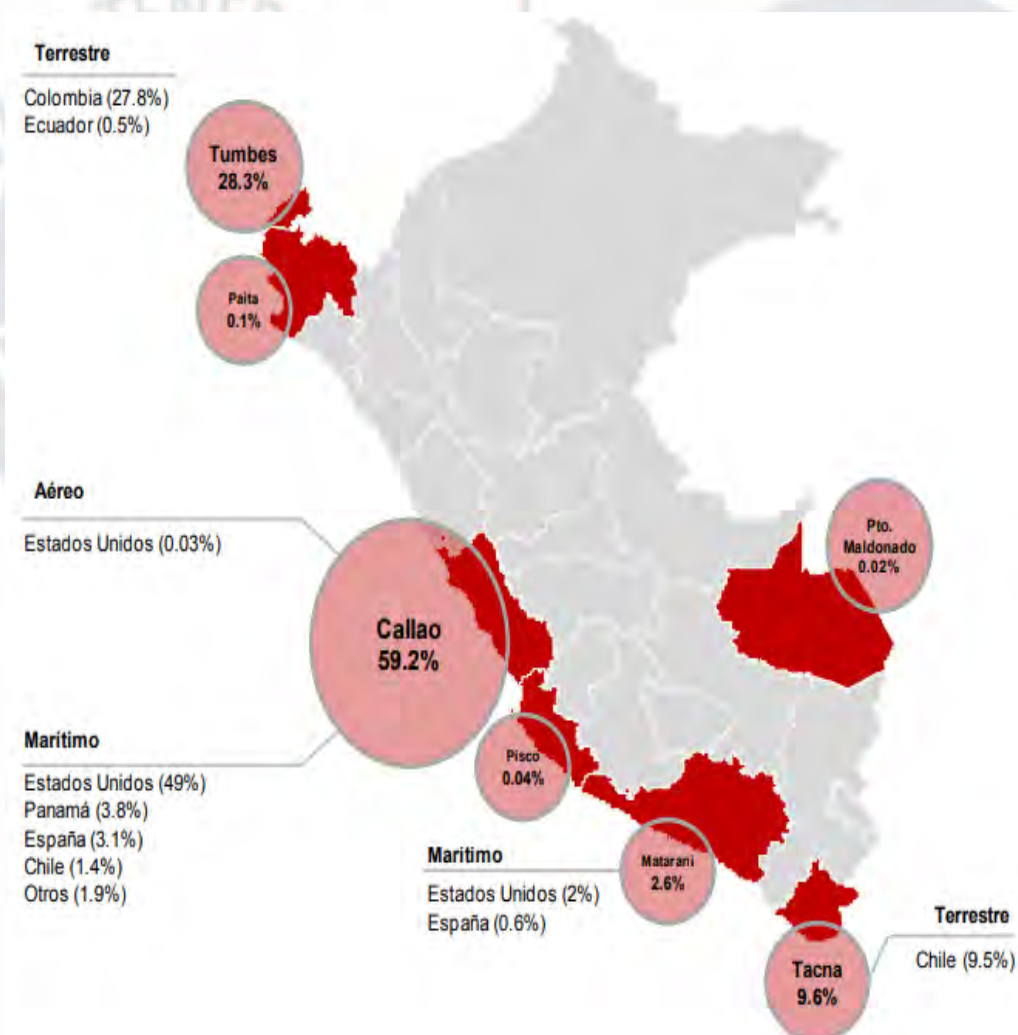 Terrestre
Colombia (27.8%)
Ecuador (0.5%)
Tumbes
28.3%
Paita
0.1%
Aéreo
Estados Unidos (0.03%)
Callao
59.2%
Pto.
Maldonado
0.02%
Marítimo
Estados Unidos (49%)
Panamá (3.8%)
España (3.1%)
Chile (1.4%)
Otros (1.9%)
Pisco
0.04%
Marítimo
Estados Unidos (2%)
España (0.6%)
Matarani
2.6%
Terrestre
Chile (9.5%)
Tacna
9.6%